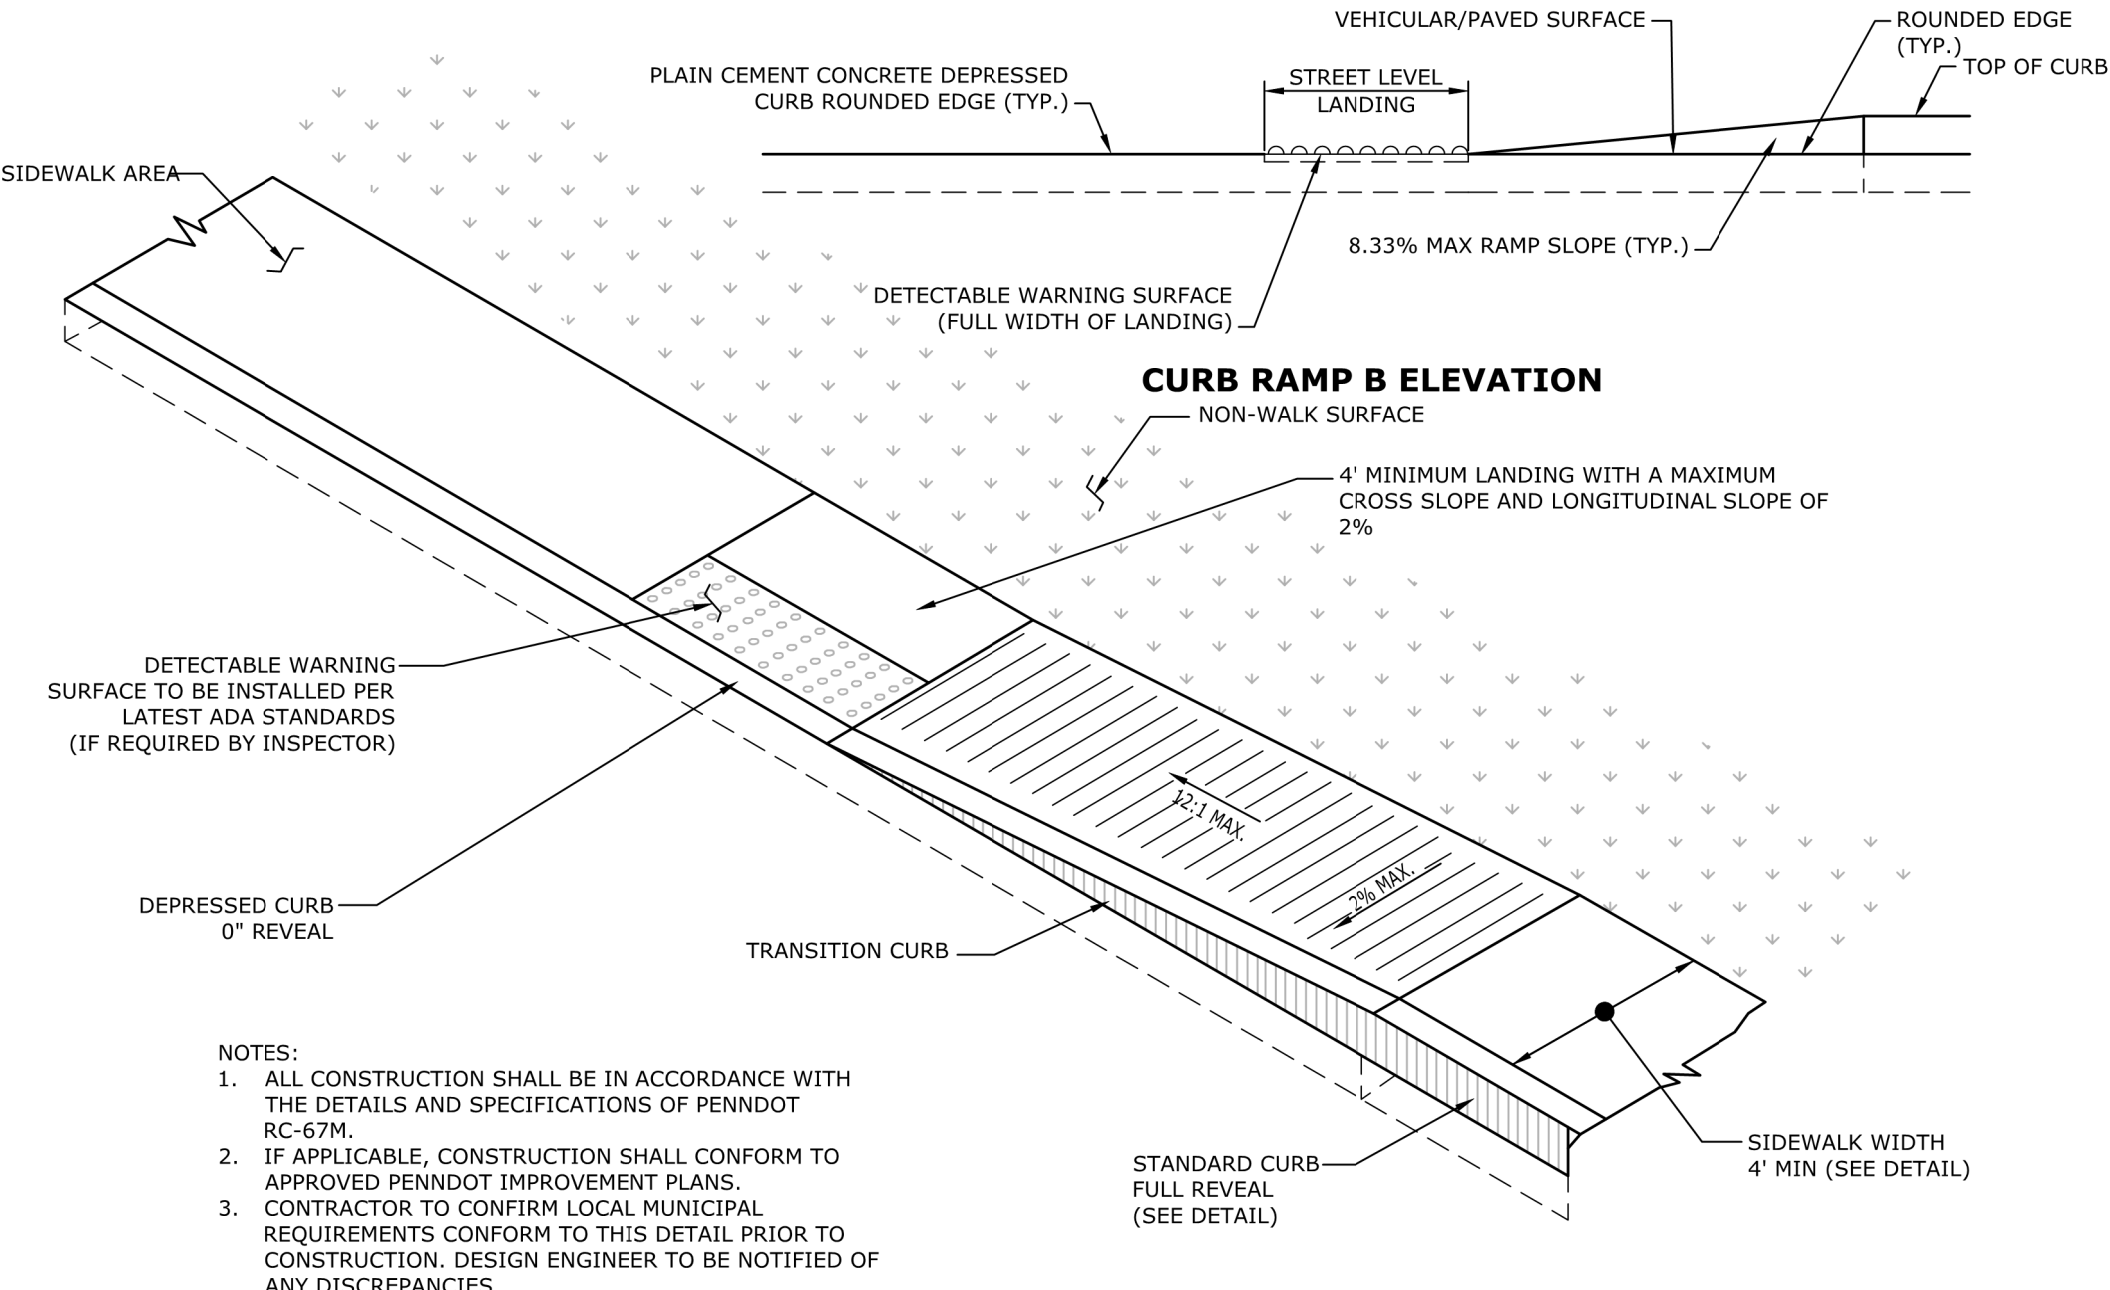 VEHICULAR/PAVED SURFACE
ROUNDED EDGE
(TYP.)
TOP OF CURB
PLAIN CEMENT CONCRETE DEPRESSED
CURB ROUNDED EDGE (TYP.)
STREET LEVEL
LANDING
SIDEWALK AREA
8.33% MAX RAMP SLOPE (TYP.)
DETECTABLE WARNING SURFACE
(FULL WIDTH OF LANDING)
CURB RAMP B ELEVATION
NON-WALK SURFACE
4' MINIMUM LANDING WITH A MAXIMUM
CROSS SLOPE AND LONGITUDINAL SLOPE OF
2%
DETECTABLE WARNING
SURFACE TO BE INSTALLED PER
LATEST ADA STANDARDS
(IF REQUIRED BY INSPECTOR)
12:1 MAX.
2% MAX.
DEPRESSED CURB
0" REVEAL
TRANSITION CURB
NOTES:
1. ALL CONSTRUCTION SHALL BE IN ACCORDANCE WITH
THE DETAILS AND SPECIFICATIONS OF PENNDOT
RC-67M.
2. IF APPLICABLE, CONSTRUCTION SHALL CONFORM TO
APPROVED PENNDOT IMPROVEMENT PLANS.
3. CONTRACTOR TO CONFIRM LOCAL MUNICIPAL
REQUIREMENTS CONFORM TO THIS DETAIL PRIOR TO
CONSTRUCTION. DESIGN ENGINEER TO BE NOTIFIED OF
ANY DISCREPANCIES
STANDARD CURB
FULL REVEAL
(SEE DETAIL)
SIDEWALK WIDTH
4' MIN (SEE DETAIL)